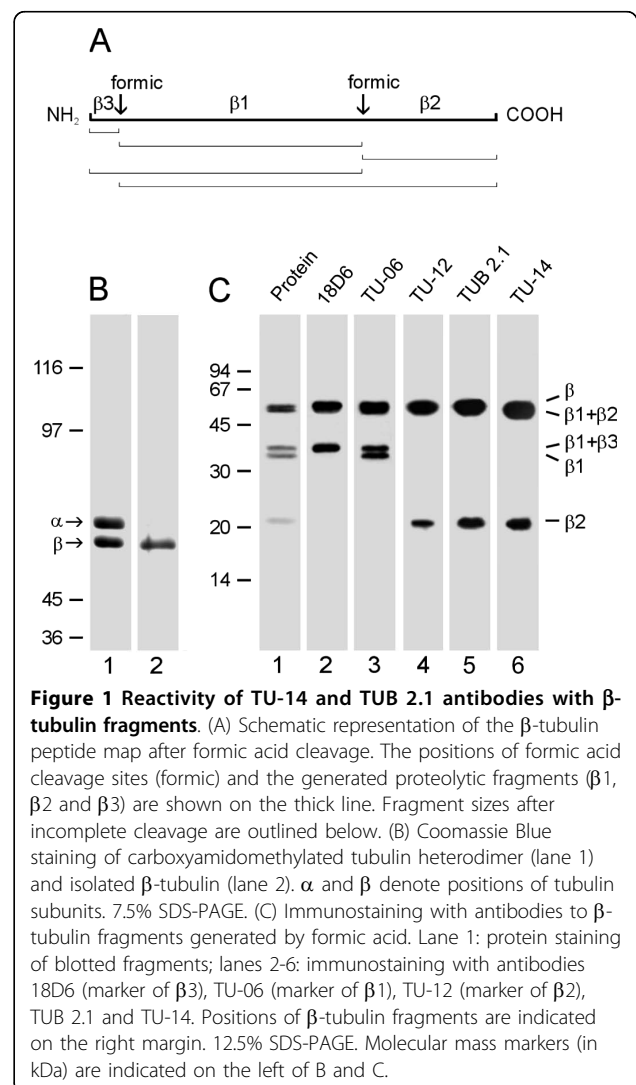 A
formic formic
NH2 β3 β1 β2 COOH
B
116
97
α→
β→
45
36
1 2
C
Protein 18D6 TU-06 TU-12 TUB 2.1 TU-14
94
67
45
30
20
14
β
β1+β2
β1+β3
β1
β2
1 2 3 4 5 6
Figure 1 Reactivity of TU-14 and TUB 2.1 antibodies with β-
tubulin fragments. (A) Schematic representation of the β-tubulin
peptide map after formic acid cleavage. The positions of formic acid
cleavage sites (formic) and the generated proteolytic fragments (β1,
β2 and β3) are shown on the thick line. Fragment sizes after
incomplete cleavage are outlined below. (B) Coomassie Blue
staining of carboxyamidomethylated tubulin heterodimer (lane 1)
and isolated β-tubulin (lane 2). α and β denote positions of tubulin
subunits. 7.5% SDS-PAGE. (C) Immunostaining with antibodies to β-
tubulin fragments generated by formic acid. Lane 1: protein staining
of blotted fragments; lanes 2-6: immunostaining with antibodies
18D6 (marker of β3), TU-06 (marker of β1), TU-12 (marker of β2),
TUB 2.1 and TU-14. Positions of β-tubulin fragments are indicated
on the right margin. 12.5% SDS-PAGE. Molecular mass markers (in
kDa) are indicated on the left of B and C.